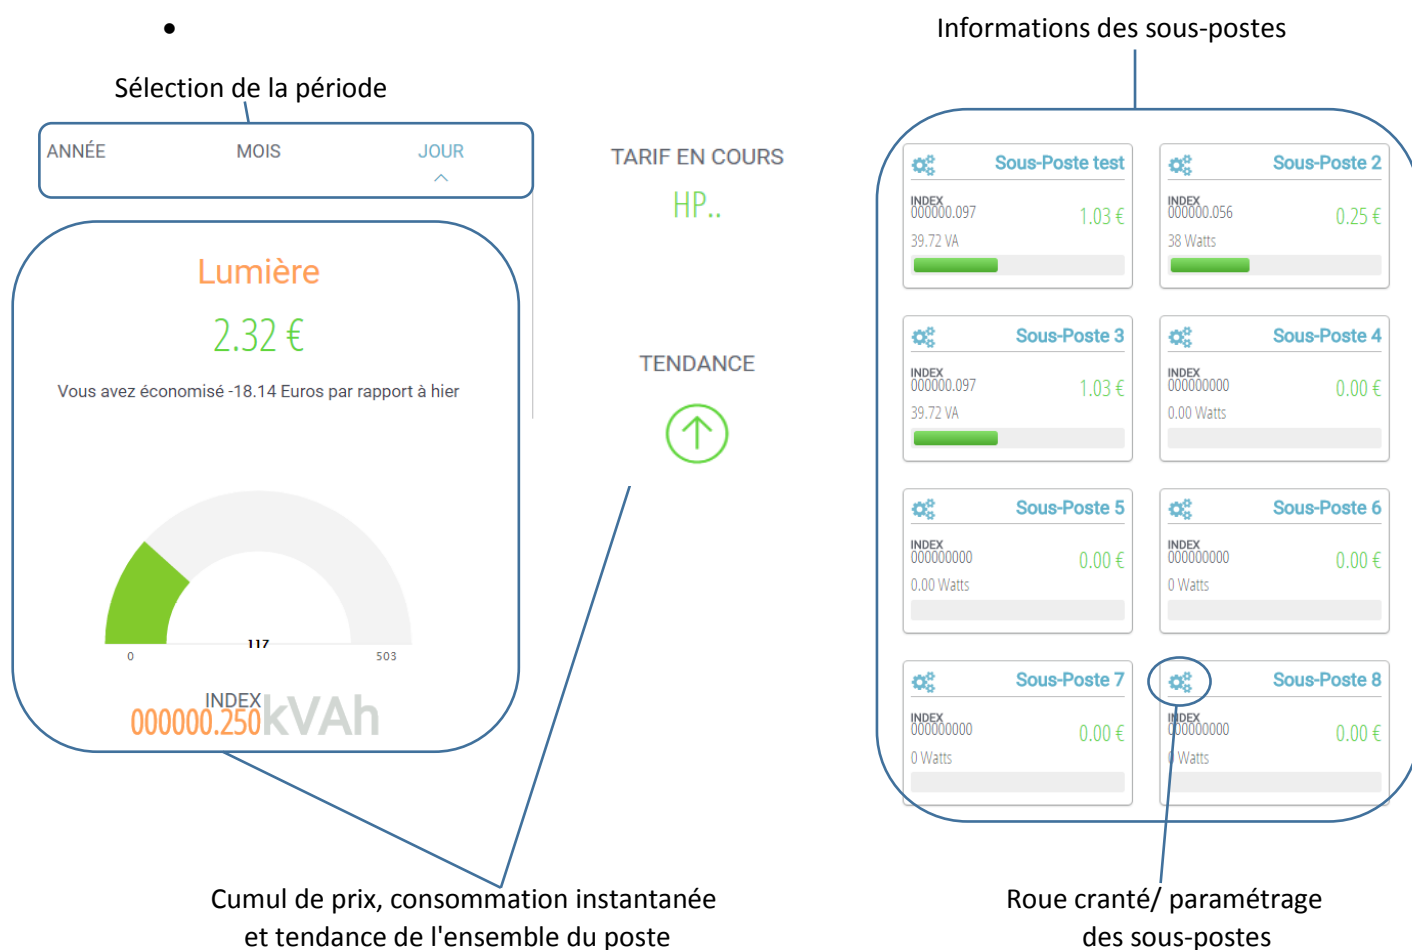 •
Informations des sous-postes
Sélection de la période
ANNÉE MOIS JOUR
TARIF EN COURS
HP..
Lumière
2.32 €
Vous avez économisé -18.14 Euros par rapport à hier
TENDANCE
117
0 503
INDEX
000000.250 kVAh
Sous-Poste test
INDEX
000000.097
1.03 €
39.72 VA
Sous-Poste 2
INDEX
000000.056
0.25 €
38 Watts
Sous-Poste 3
INDEX
000000.097
1.03 €
39.72 VA
Sous-Poste 4
INDEX
000000000
0.00 €
0.00 Watts
Sous-Poste 5
INDEX
000000000
0.00 €
0.00 Watts
Sous-Poste 6
INDEX
000000000
0.00 €
0 Watts
Sous-Poste 7
INDEX
000000000
0.00 €
0 Watts
Sous-Poste 8
INDEX
000000000
0.00 €
0 Watts
Cumul de prix, consommation instantanée
et tendance de l'ensemble du poste
Roue cranté/ paramétrage
des sous-postes